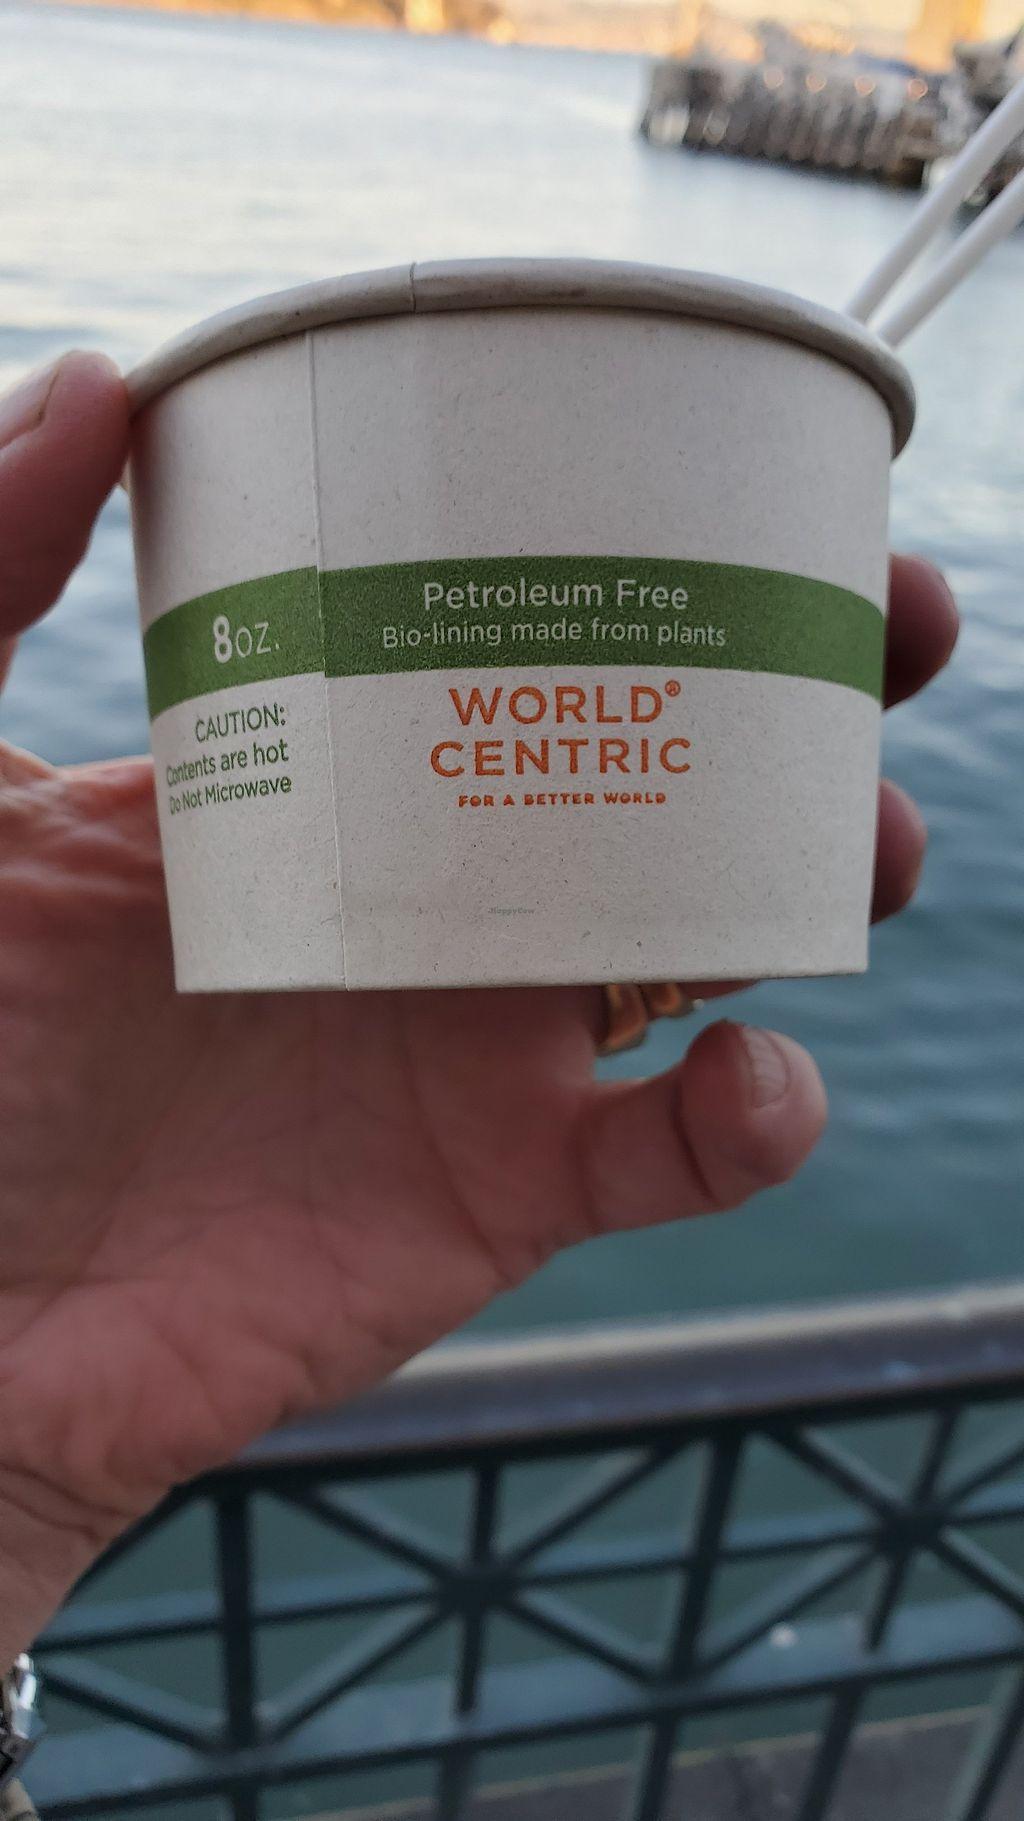 8oz.
CAUTION:
Contents are hot
Do Not Microwave
Petroleum Free
Bio-lining made from plants
WORLD®
CENTRIC
FOR A BETTER WORLD
HappyCow